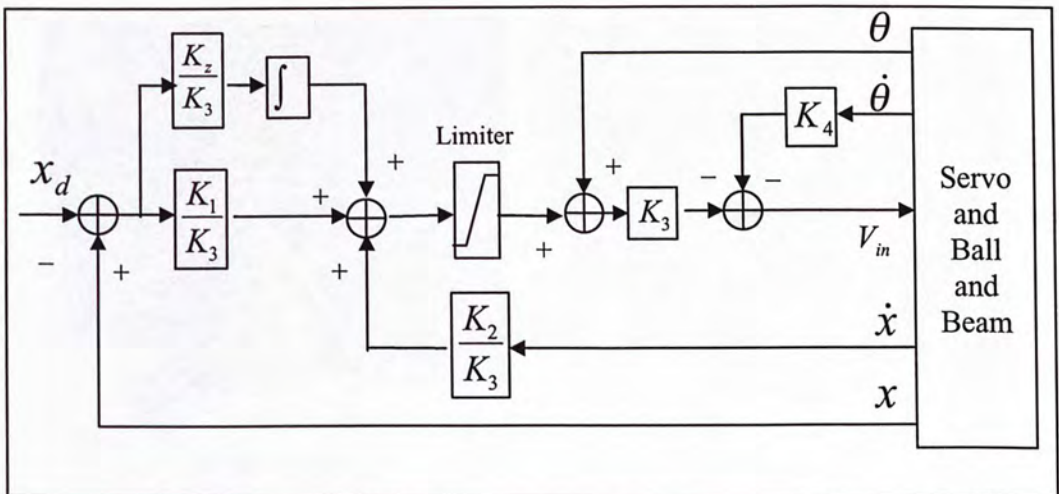 θ
K_z
K_3
∫
θ̇
K_4
Limiter
+
x_d
K_1
K_3
+
+
K_3
−
−
Servo
and
Ball
and
Beam
−
+
+
+
V_in
K_2
K_3
ẋ
x